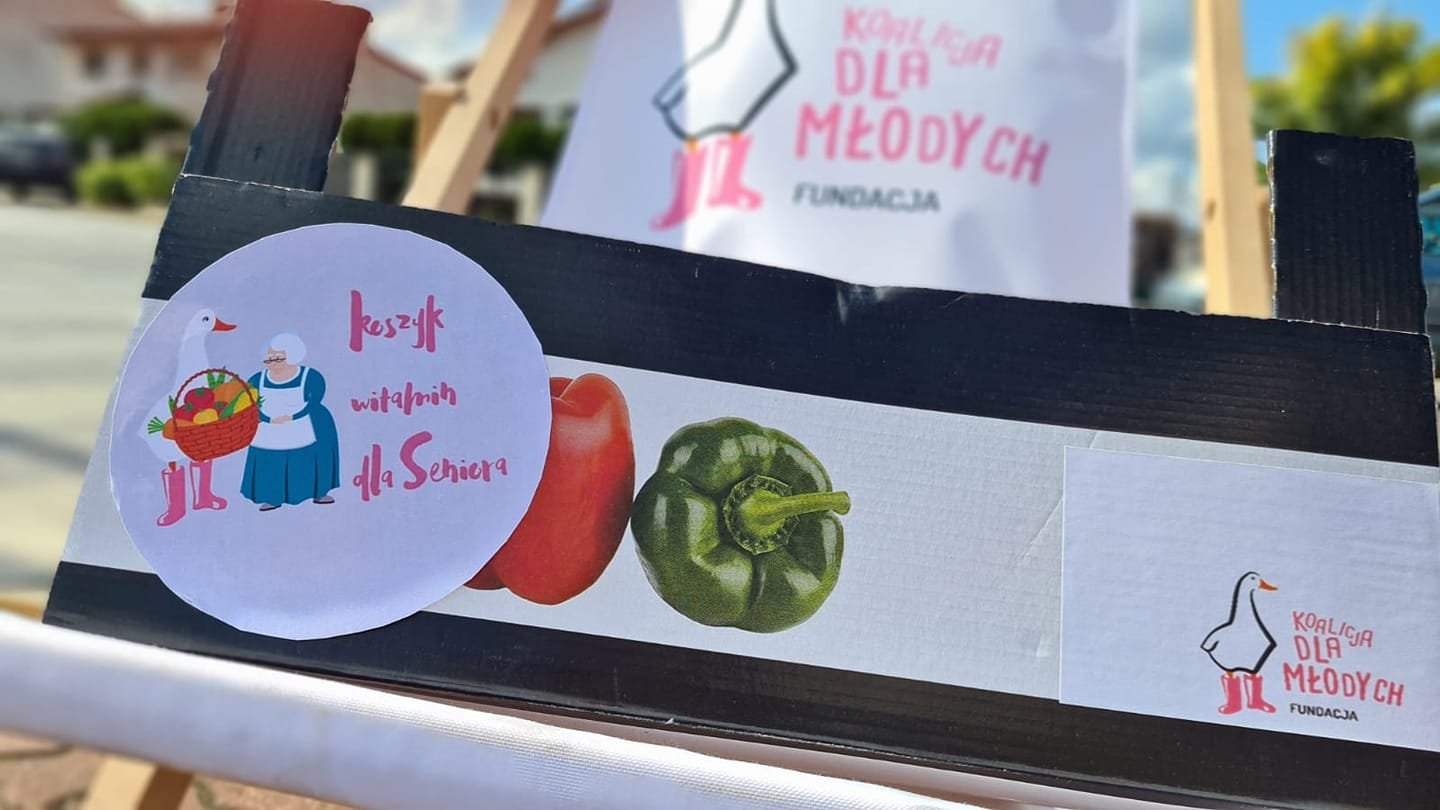 KOALICJA
DLA
MŁODYCH
FUNDACJA
koszyk
witamin
dla Seniora
KOALICJA
DLA
MŁODYCH
FUNDACJA